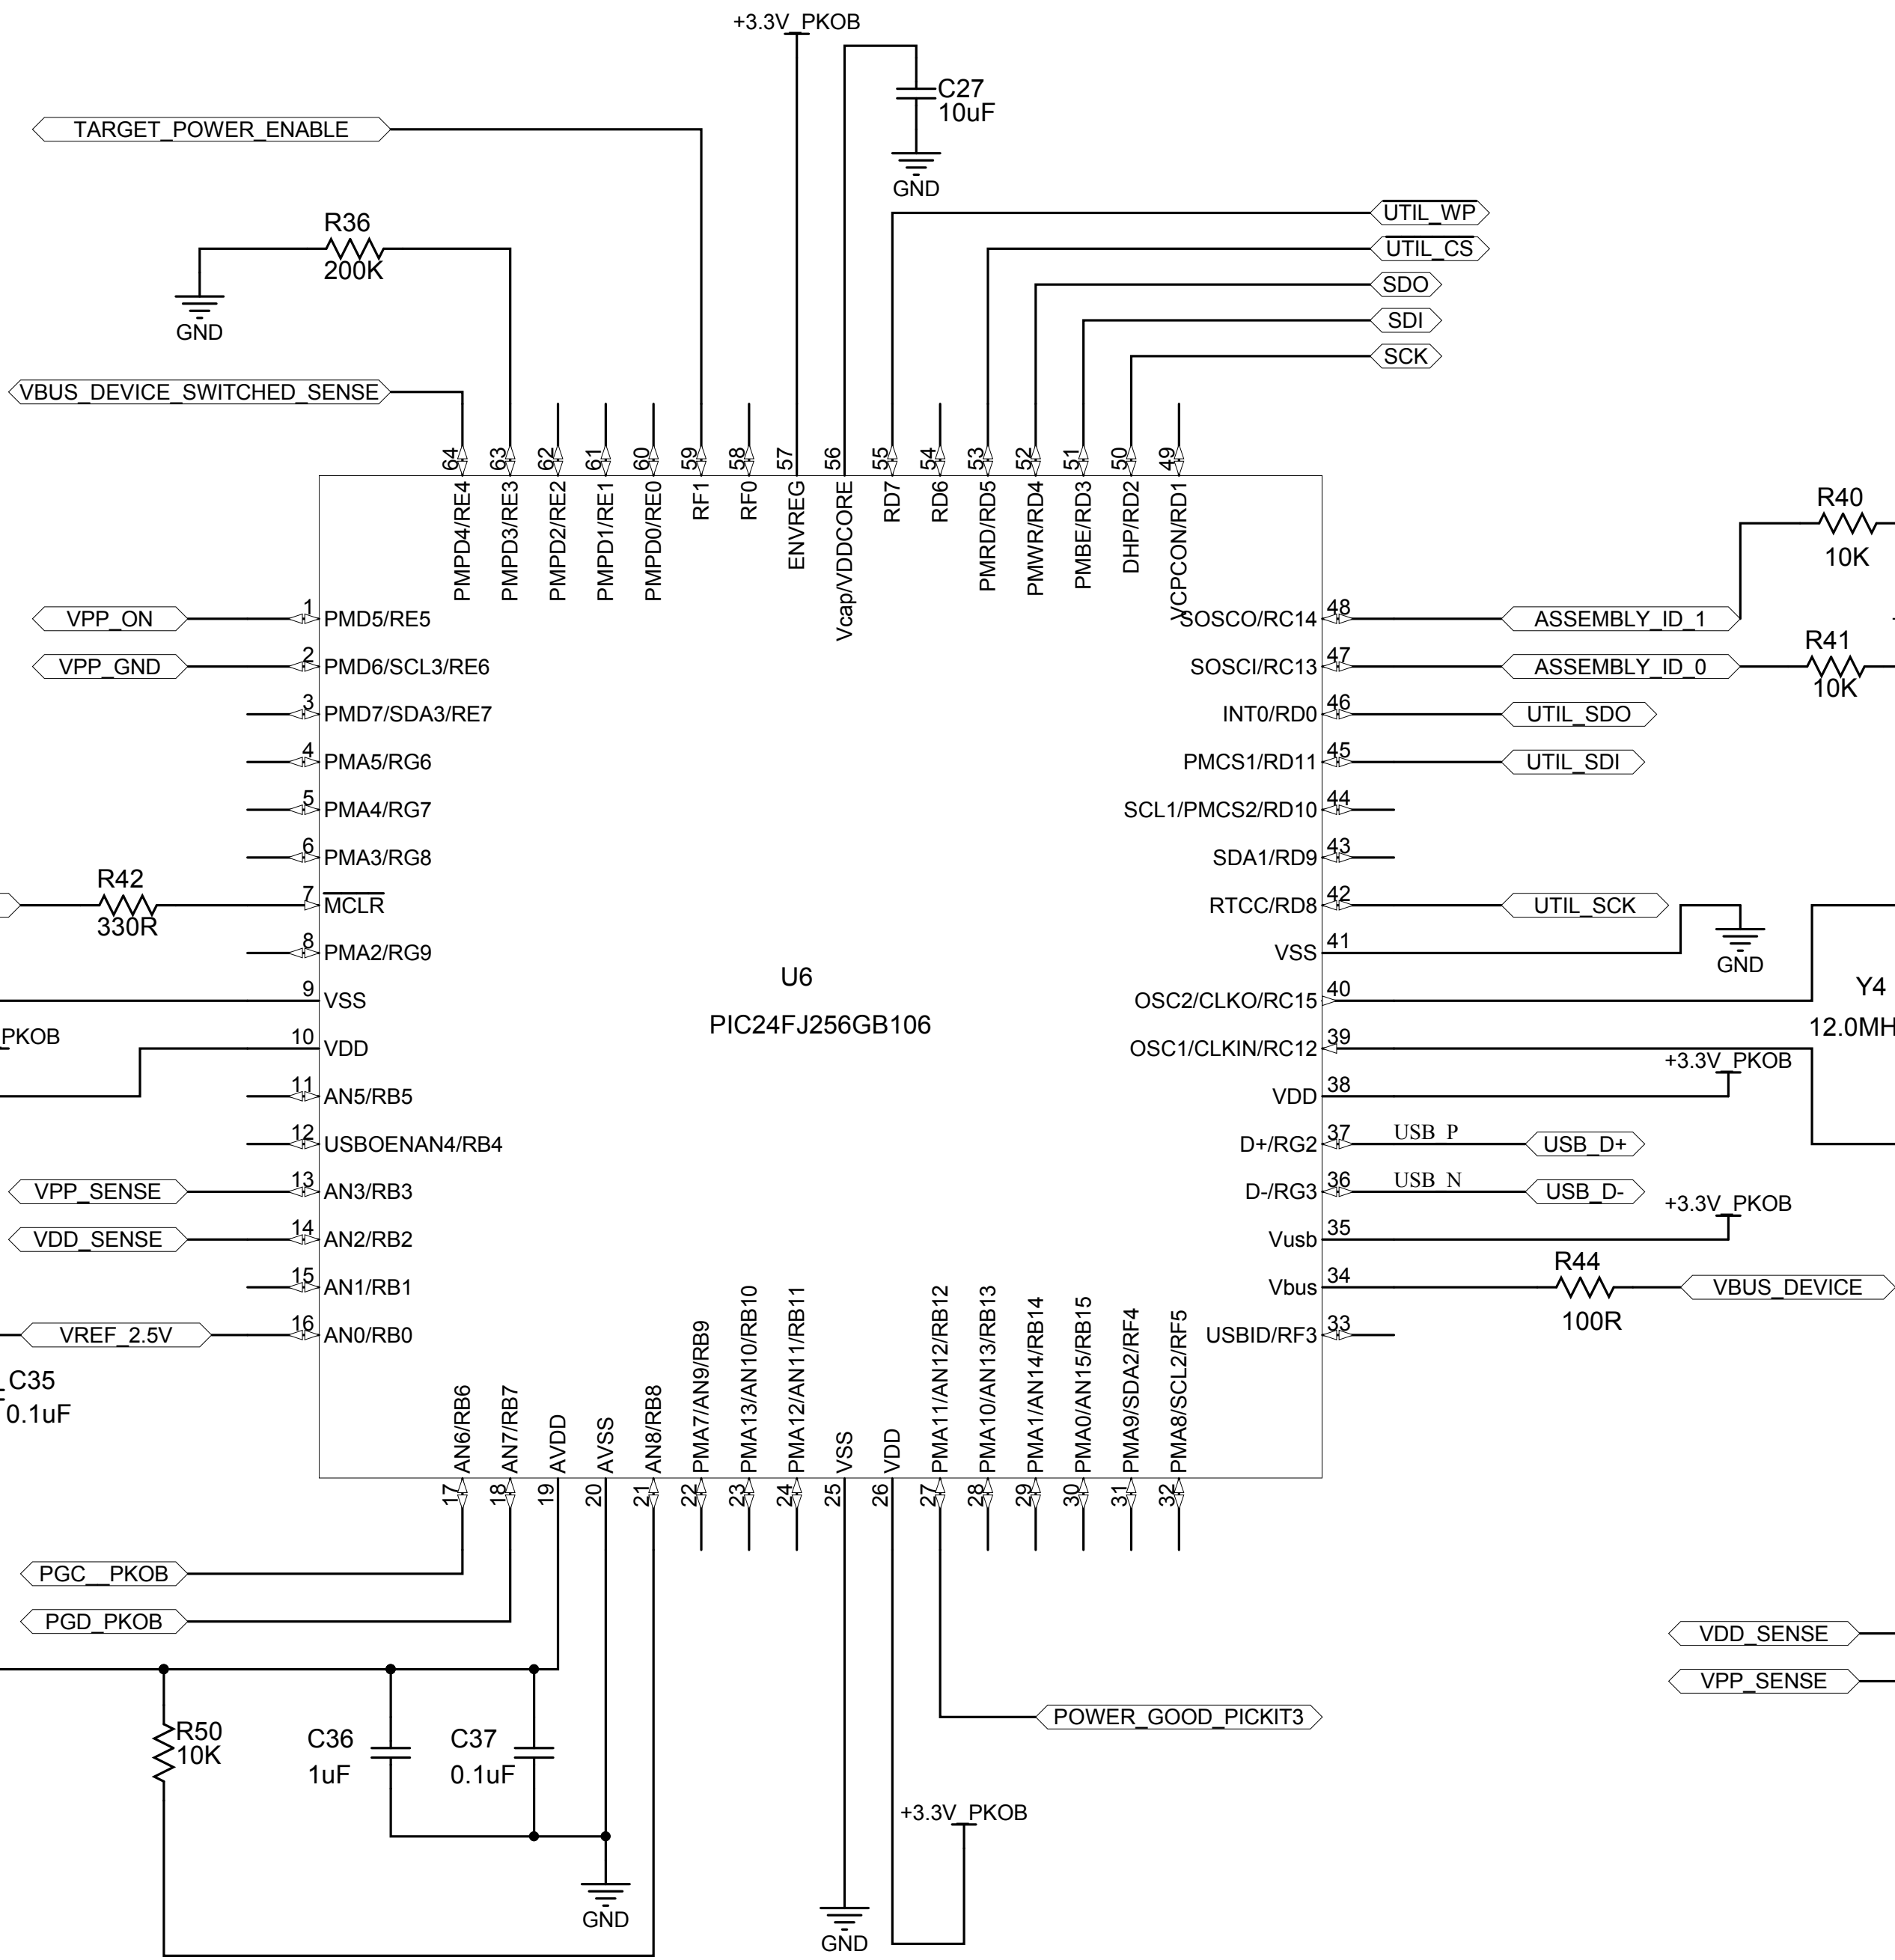 +3.3V_PKOB
C27
10uF
GND
TARGET_POWER_ENABLE
R36
200K
GND
VBUS_DEVICE_SWITCHED_SENSE
UTIL_WP
UTIL_CS
SDO
SDI
SCK
64
63
62
61
60
59
58
57
56
55
54
53
52
51
50
49
PMPD4/RE4
PMPD3/RE3
PMPD2/RE2
PMPD1/RE1
PMPD0/RE0
RF1
RF0
ENVREG
Vcap/VDDCORE
RD7
RD6
PMRD/RD5
PMWR/RD4
PMBE/RD3
DHP/RD2
VCPCON/RD1
VPP_ON
1
PMD5/RE5
VPP_GND
2
PMD6/SCL3/RE6
3
PMD7/SDA3/RE7
4
PMA5/RG6
5
PMA4/RG7
6
PMA3/RG8
R42
330R
7
MCLR
8
PMA2/RG9
9
VSS
PKOB
10
VDD
11
AN5/RB5
12
USBOENAN4/RB4
VPP_SENSE
13
AN3/RB3
VDD_SENSE
14
AN2/RB2
15
AN1/RB1
VREF_2.5V
16
AN0/RB0
C35
0.1uF
U6
PIC24FJ256GB106
R40
10K
SOSCO/RC14
48
ASSEMBLY_ID_1
R41
10K
SOSCI/RC13
47
ASSEMBLY_ID_0
INT0/RD0
46
UTIL_SDO
PMCS1/RD11
45
UTIL_SDI
SCL1/PMCS2/RD10
44
SDA1/RD9
43
RTCC/RD8
42
UTIL_SCK
VSS
41
GND
OSC2/CLKO/RC15
40
Y4
12.0MH
OSC1/CLKIN/RC12
39
+3.3V_PKOB
VDD
38
D+/RG2
37
USB_P
USB_D+
D-/RG3
36
USB_N
USB_D-
+3.3V_PKOB
Vusb
35
Vbus
34
R44
100R
VBUS_DEVICE
USBID/RF3
33
AN6/RB6
AN7/RB7
AVDD
AVSS
AN8/RB8
PMA7/AN9/RB9
PMA13/AN10/RB10
PMA12/AN11/RB11
VSS
VDD
PMA11/AN12/RB12
PMA10/AN13/RB13
PMA1/AN14/RB14
PMA0/AN15/RB15
PMA9/SDA2/RF4
PMA8/SCL2/RF5
17
18
19
20
21
22
23
24
25
26
27
28
29
30
31
32
PGC__PKOB
PGD_PKOB
R50
10K
C36
1uF
C37
0.1uF
GND
GND
+3.3V_PKOB
POWER_GOOD_PICKIT3
VDD_SENSE
VPP_SENSE